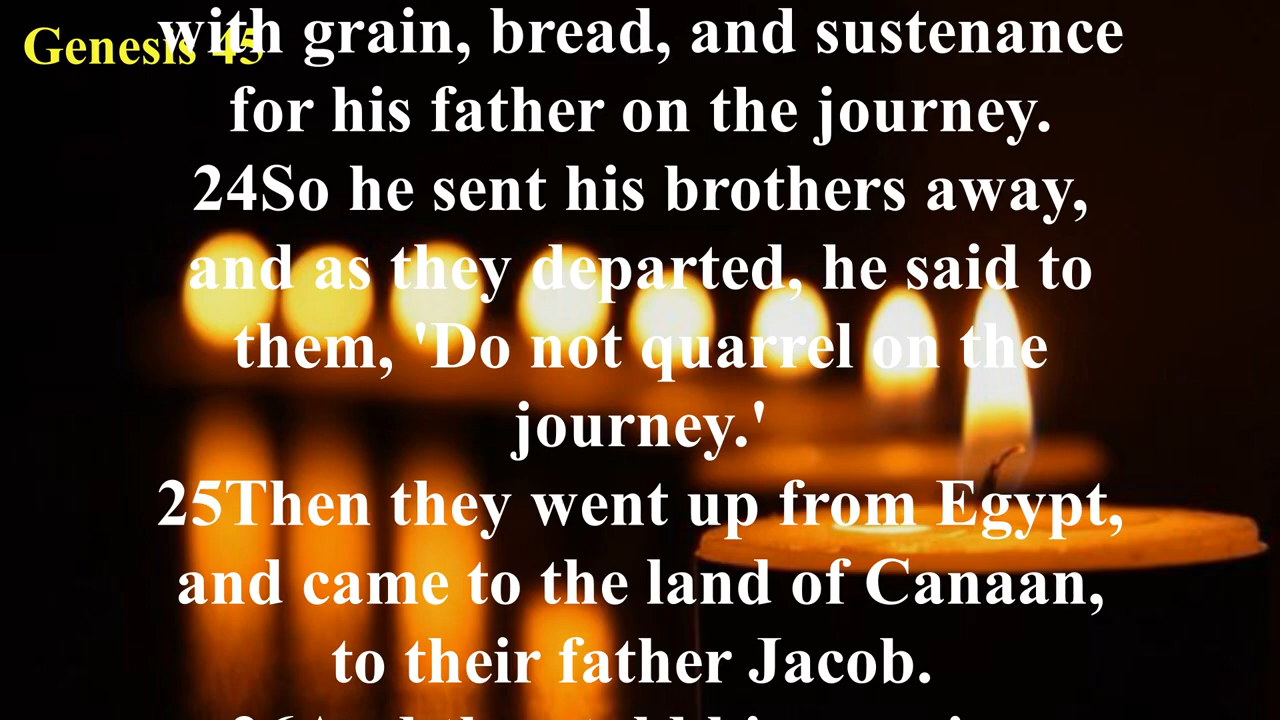 Genesis 45
with grain, bread, and sustenance
for his father on the journey.
24So he sent his brothers away,
and as they departed, he said to
them, 'Do not quarrel on the
journey.'
25Then they went up from Egypt,
and came to the land of Canaan,
to their father Jacob.